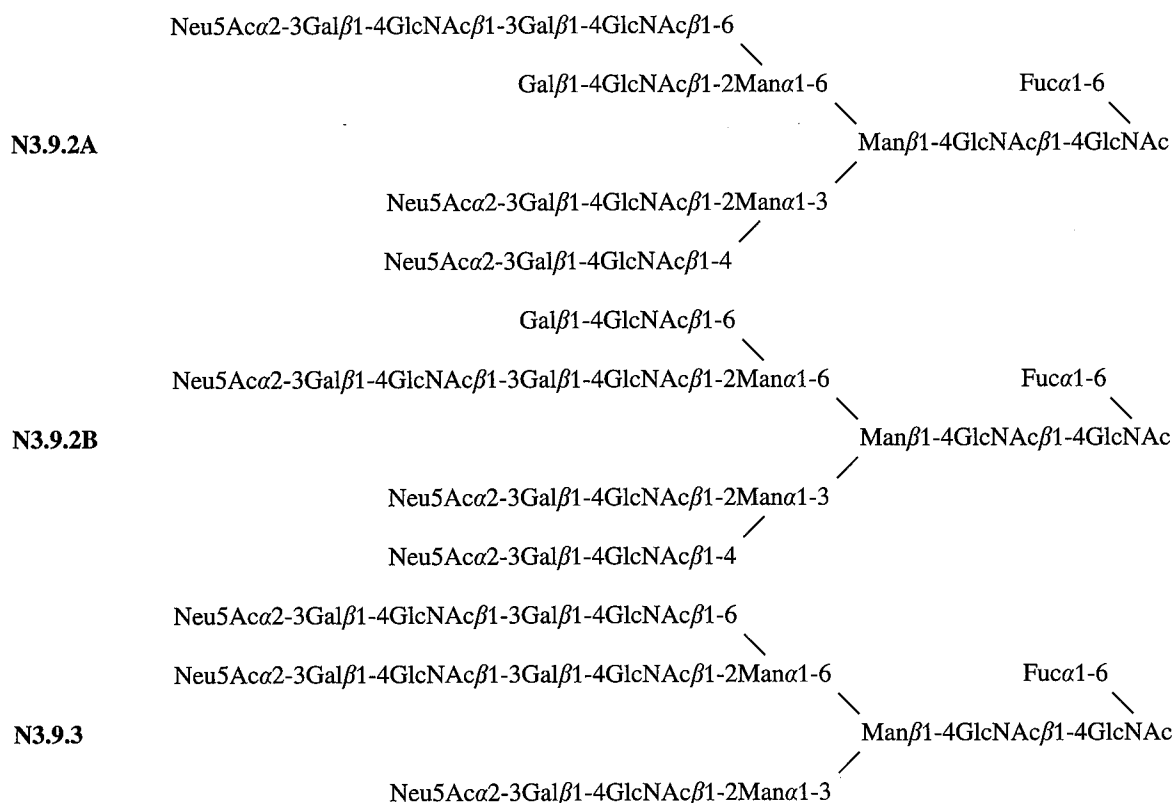 Neu5Acα2-3Galβ1-4GlcNAcβ1-3Galβ1-4GlcNAcβ1-6
Galβ1-4GlcNAcβ1-2Manα1-6 Fucα1-6
N3.9.2A Manβ1-4GlcNAcβ1-4GlcNAc
Neu5Acα2-3Galβ1-4GlcNAcβ1-2Manα1-3
Neu5Acα2-3Galβ1-4GlcNAcβ1-4
Galβ1-4GlcNAcβ1-6
Neu5Acα2-3Galβ1-4GlcNAcβ1-3Galβ1-4GlcNAcβ1-2Manα1-6 Fucα1-6
N3.9.2B Manβ1-4GlcNAcβ1-4GlcNAc
Neu5Acα2-3Galβ1-4GlcNAcβ1-2Manα1-3
Neu5Acα2-3Galβ1-4GlcNAcβ1-4
Neu5Acα2-3Galβ1-4GlcNAcβ1-3Galβ1-4GlcNAcβ1-6
Neu5Acα2-3Galβ1-4GlcNAcβ1-3Galβ1-4GlcNAcβ1-2Manα1-6 Fucα1-6
N3.9.3 Manβ1-4GlcNAcβ1-4GlcNAc
Neu5Acα2-3Galβ1-4GlcNAcβ1-2Manα1-3